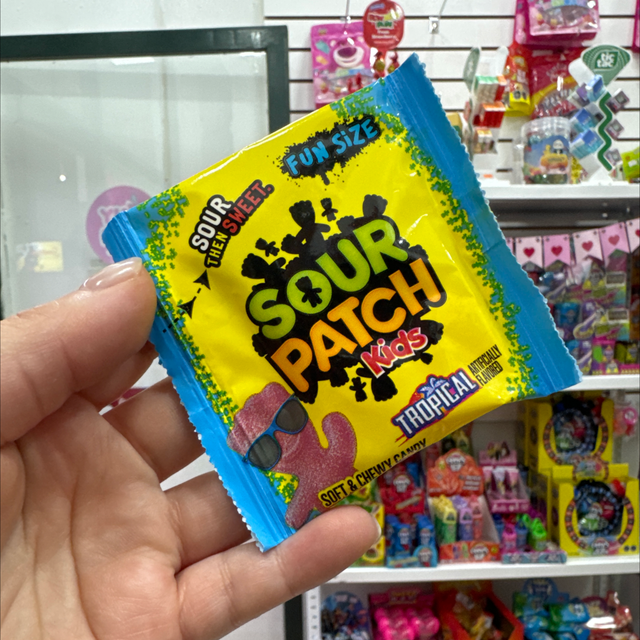 FUN SIZE
SOUR
THEN SWEET.
SOUR
PATCH
Kids
TROPICAL
ARTIFICIALLY
FLAVORED
SOFT & CHEWY CANDY